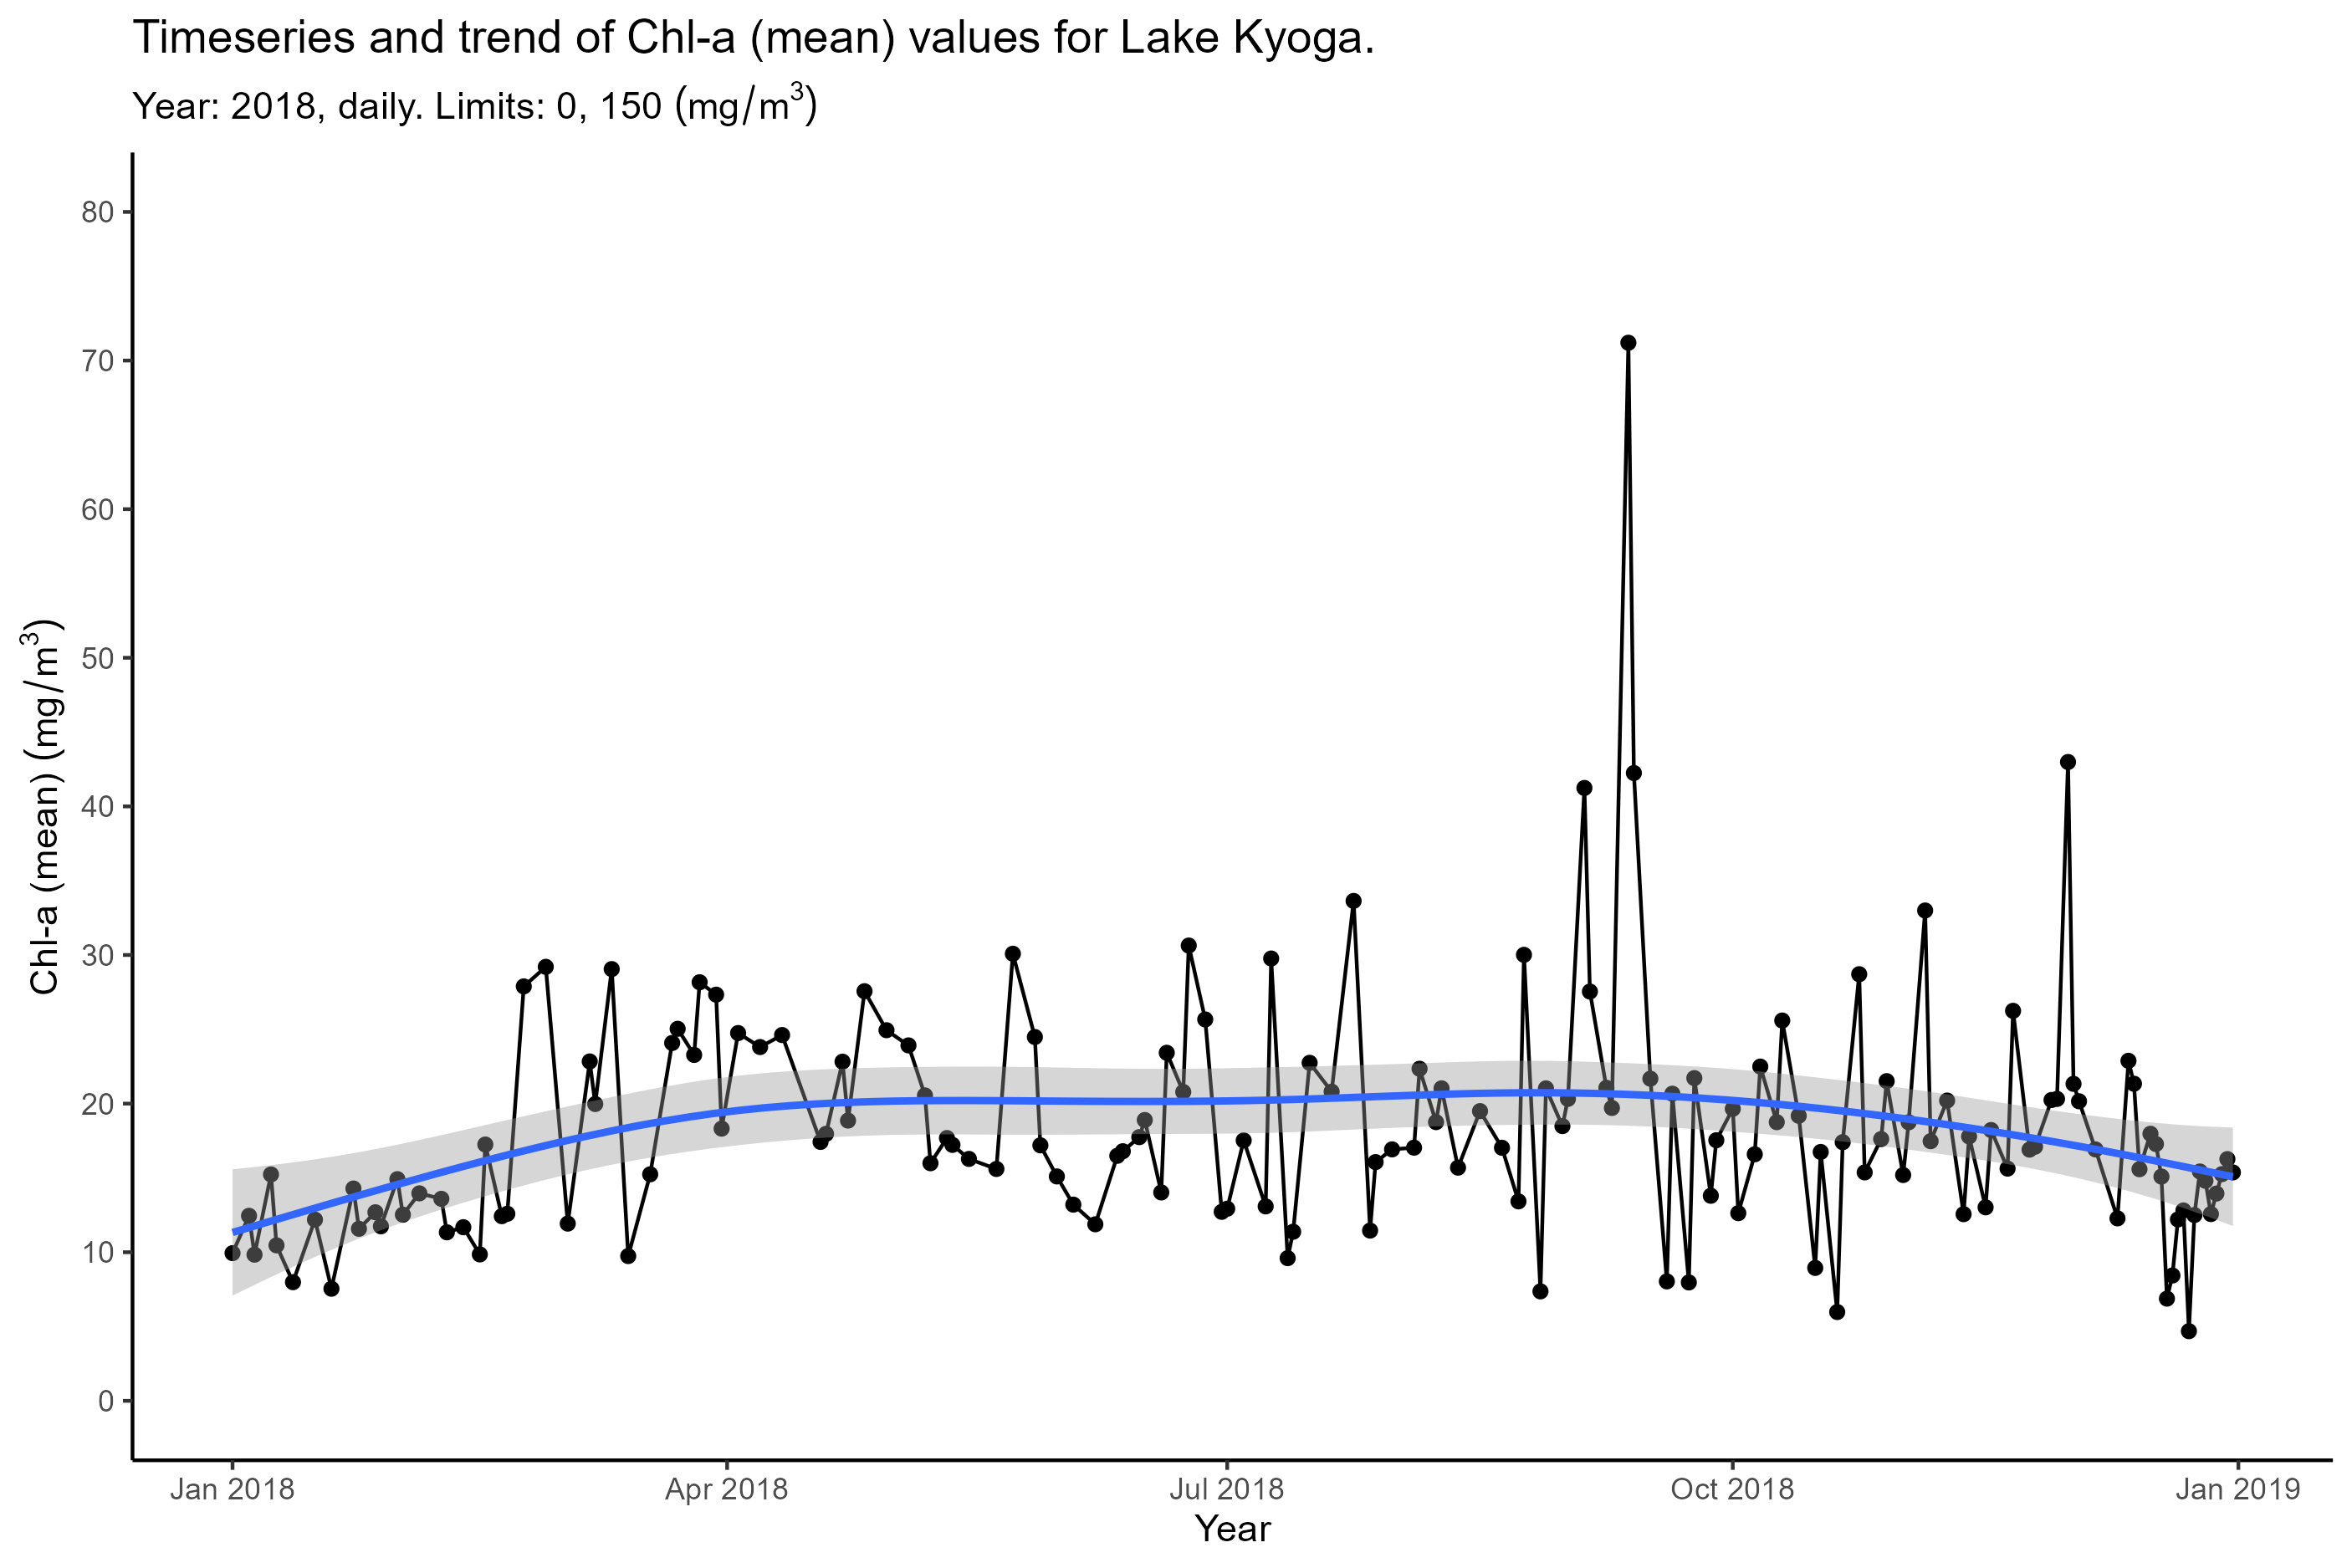 Timeseries and trend of Chl-a (mean) values for Lake Kyoga.
Year: 2018, daily. Limits: 0, 150 (mg/m³)
80
70
60
50
40
30
20
10
0
Chl-a (mean) (mg/m³)
Jan 2018
Apr 2018
Jul 2018
Oct 2018
Jan 2019
Year